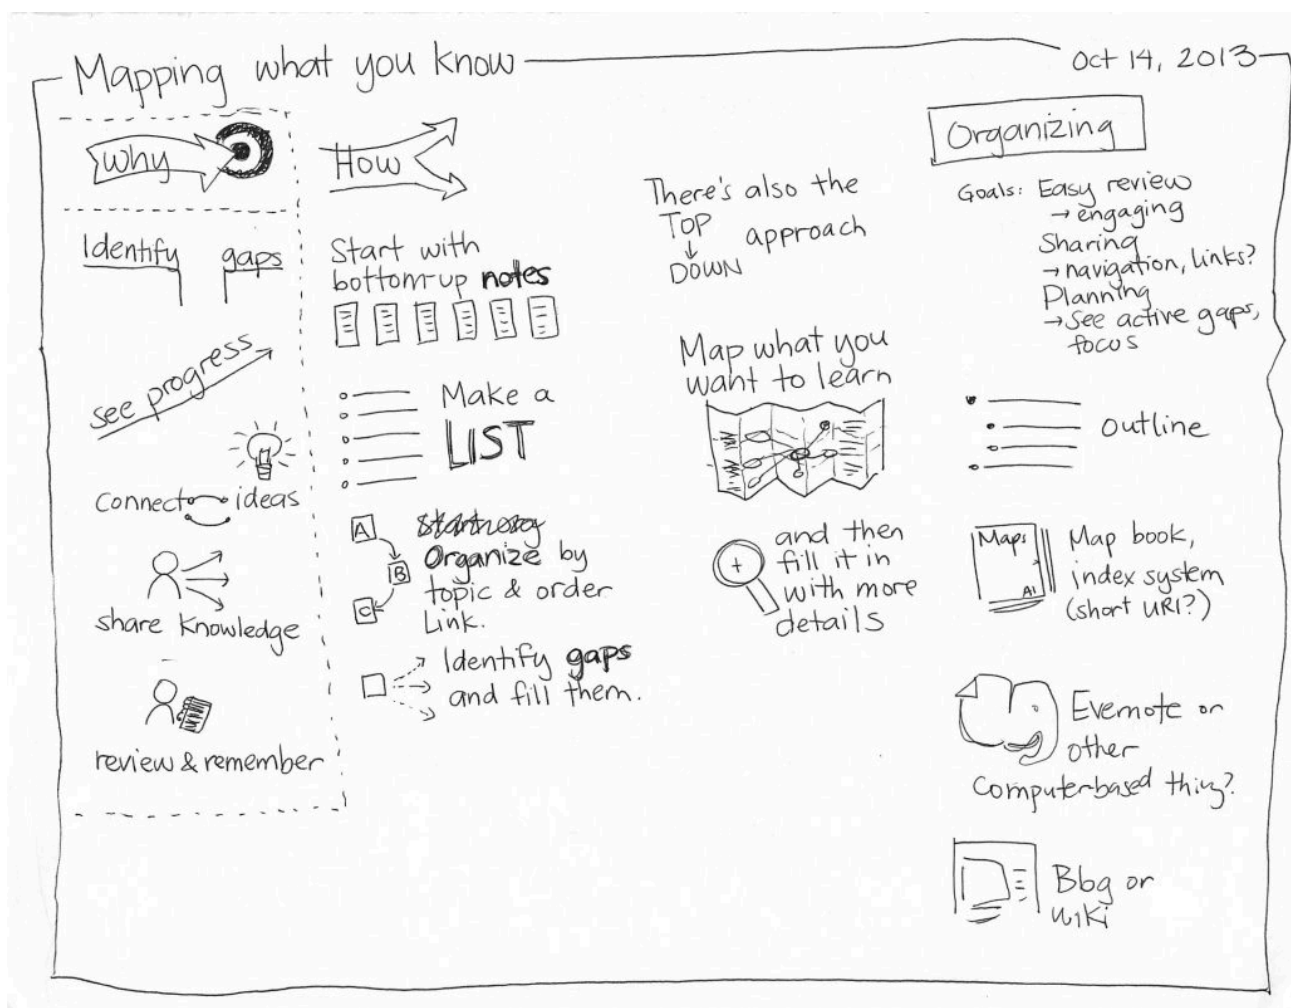 Mapping what you know
Oct 14, 2013
Why
Identify gaps
see progress
Connect ideas
share knowledge
review & remember
How
Start with
bottom-up notes
Make a
LIST
A
B
C
Organize by
topic & order
Link.
Identify gaps
and fill them.
There's also the
TOP
DOWN
approach
Map what you
want to learn
and then
fill it in
with more
details
Organizing
Goals: Easy review
→ engaging
Sharing
→ navigation, links?
Planning
→ See active gaps,
focus
outline
Maps
A1
Map book,
index system
(short URI?)
Evernote or
other
Computer-based thing?
Blog or
wiki